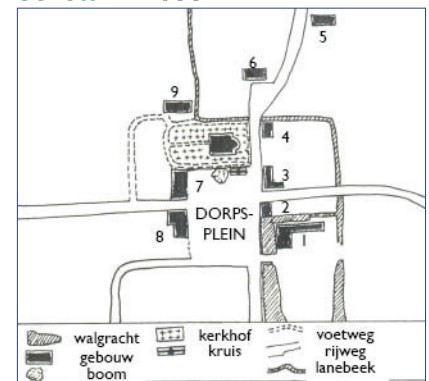 5
6
9
4
3
7
2
DORPS-
PLEIN
8
1
walgracht
gebouw
boom
kerkhof
kruis
voetweg
rijweg
lanebeek